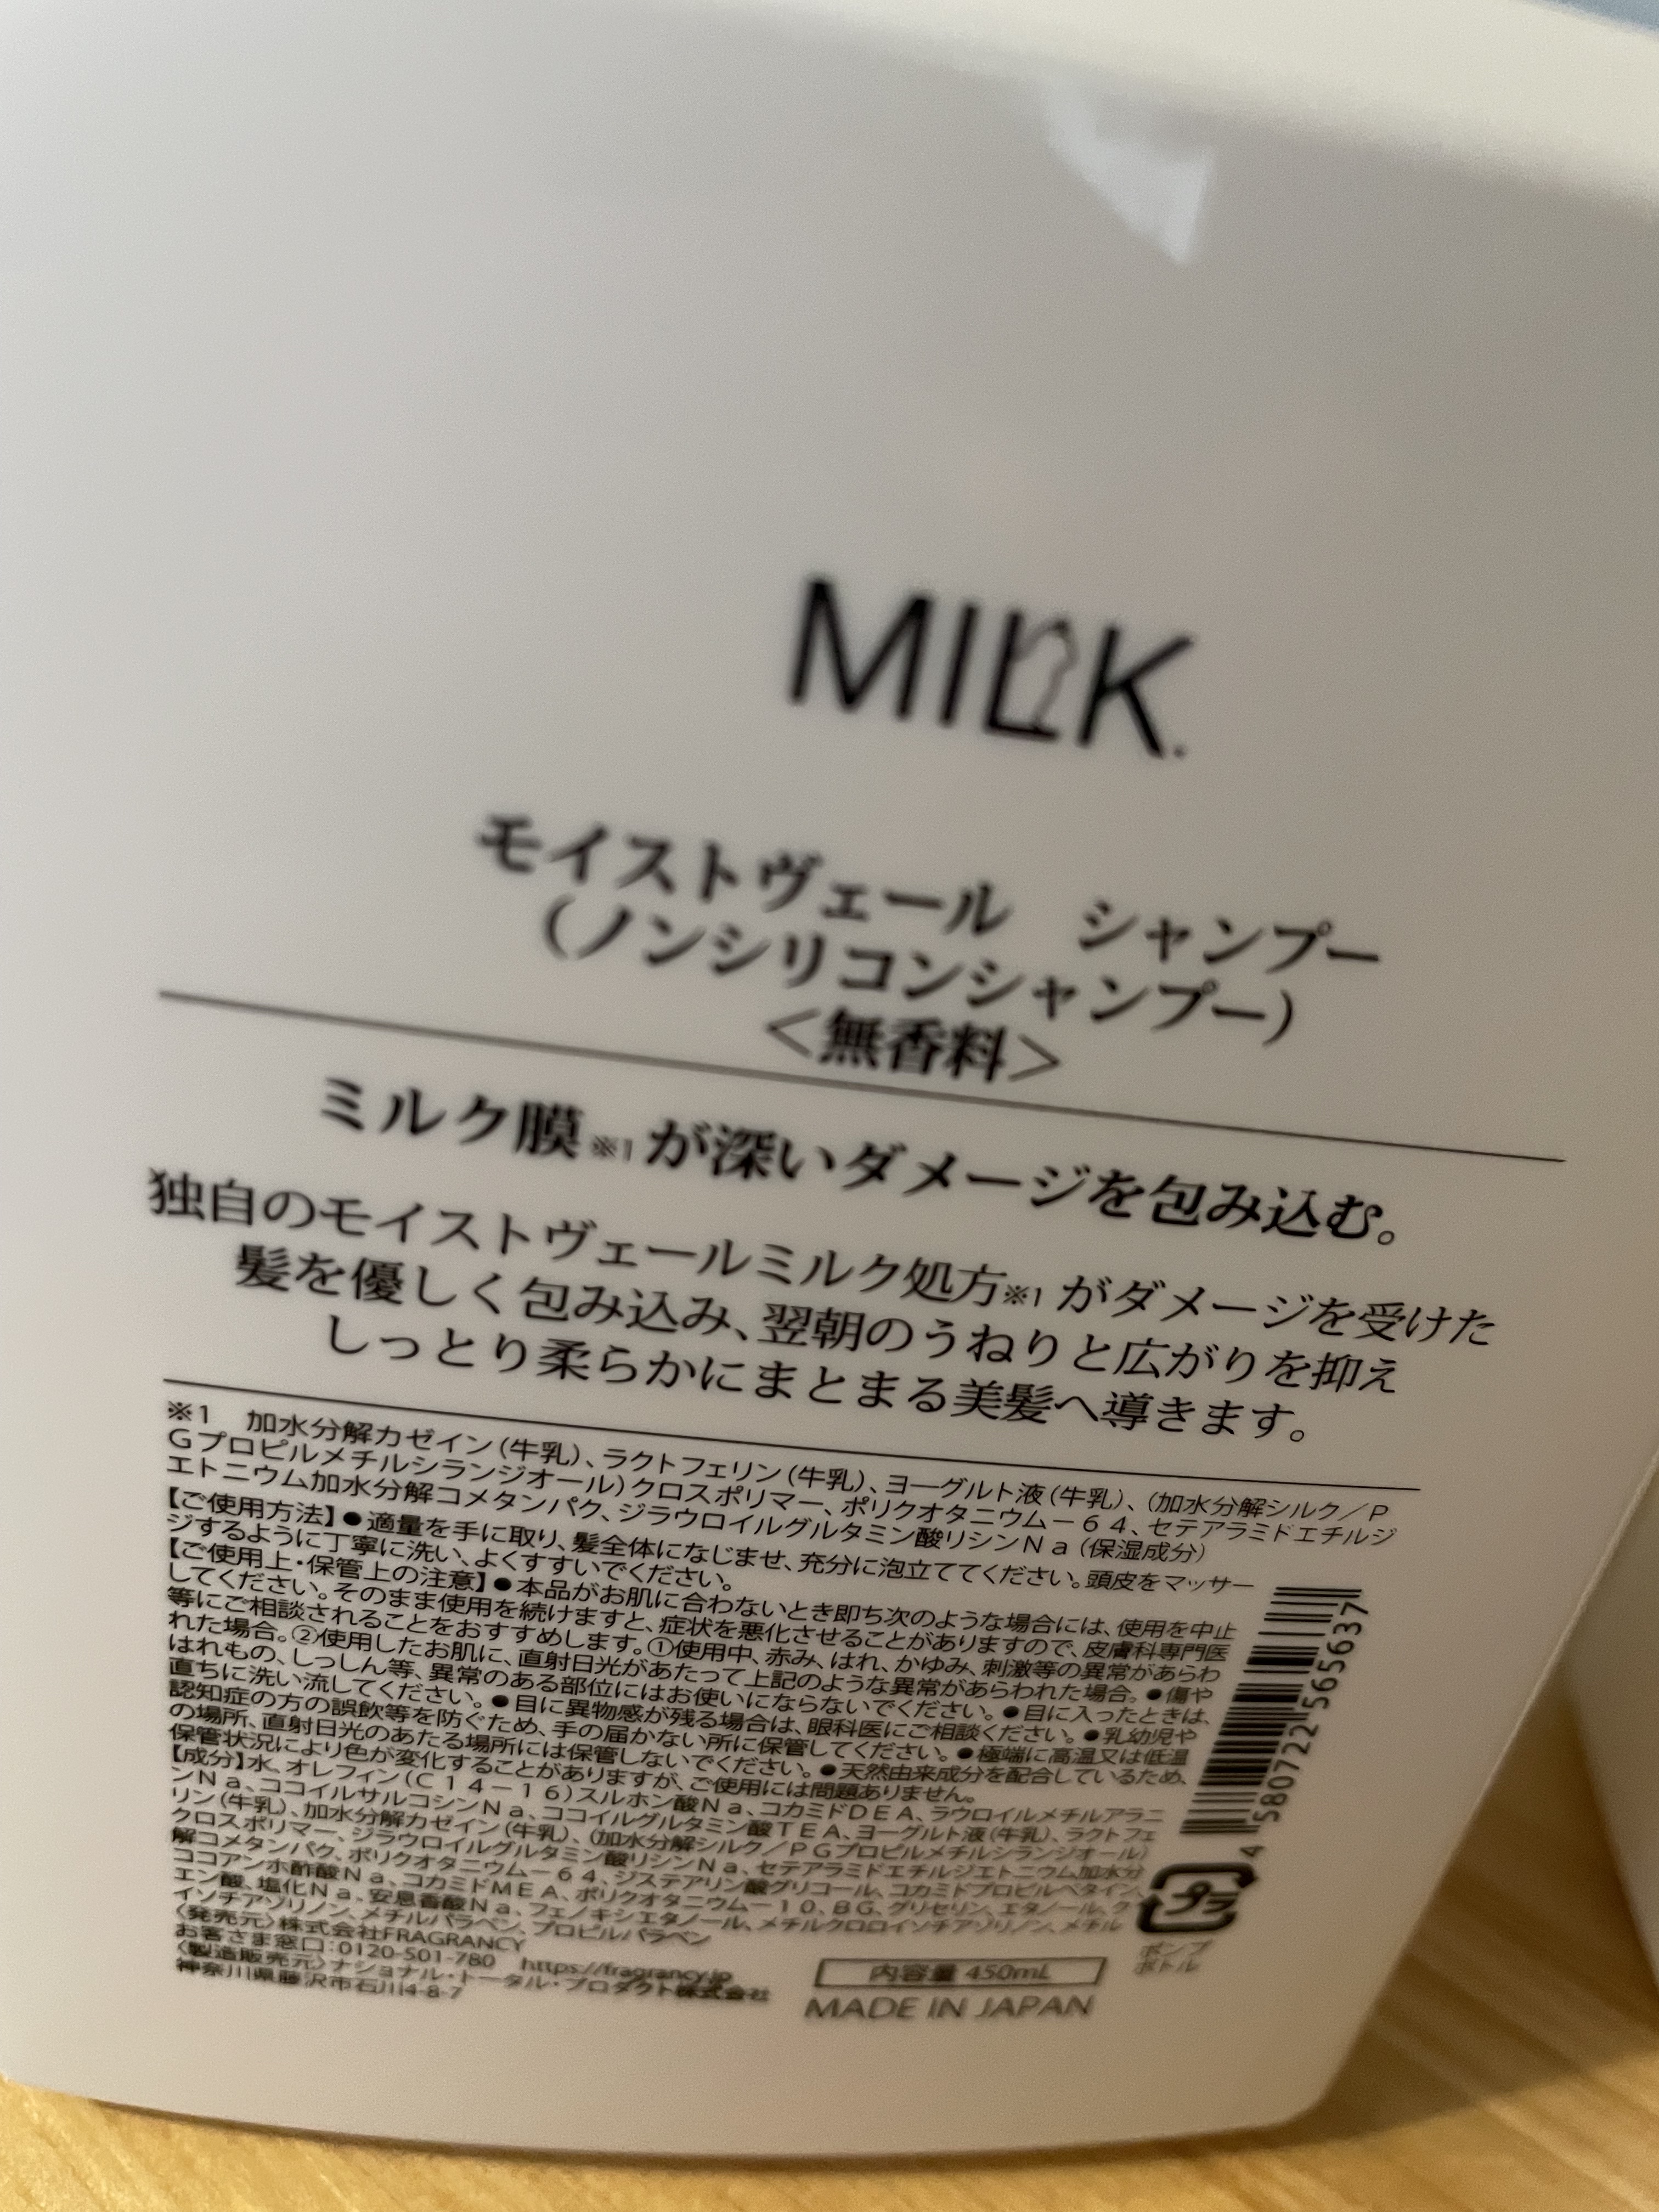 MILK.
モイストヴェール　シャンプー
（ノンシリコンシャンプー）
＜無香料＞
ミルク膜※1が深いダメージを包み込む。
独自のモイストヴェールミルク処方※1がダメージを受けた
髪を優しく包み込み、翌朝のうねりと広がりを抑え
しっとり柔らかにまとまる美髪へ導きます。
※1　加水分解カゼイン（牛乳）、ラクトフェリン（牛乳）、ヨーグルト液（牛乳）、（加水分解シルク／Ｐ
Ｇプロピルメチルシランジオール）クロスポリマー、ポリクオタニウム－６４、セテアラミドエチルジ
エトニウム加水分解コメタンパク、ジラウロイルグルタミン酸リシンＮａ（保湿成分）
【ご使用方法】●適量を手に取り、髪全体になじませ、充分に泡立ててください。頭皮をマッサー
ジするように丁寧に洗い、よくすすいでください。
【ご使用上・保管上の注意】●本品がお肌に合わないとき即ち次のような場合には、使用を中止
してください。そのまま使用を続けますと、症状を悪化させることがありますので、皮膚科専門医
等にご相談されることをおすすめします。①使用中、赤み、はれ、かゆみ、刺激等の異常があらわ
れた場合。②使用したお肌に、直射日光があたって上記のような異常があらわれた場合。●傷や
はれもの、しっしん等、異常のある部位にはお使いにならないでください。●目に入ったときは、
直ちに洗い流してください。●目に異物感が残る場合は、眼科医にご相談ください。●乳幼児や
認知症の方の誤飲等を防ぐため、手の届かない所に保管してください。●極端に高温又は低温
の場所、直射日光のあたる場所には保管しないでください。●天然由来成分を配合しているため、
保管状況により色が変化することがありますが、ご使用には問題ありません。
【成分】水、オレフィン（Ｃ１４－１６）スルホン酸Ｎａ、コカミドＤＥＡ、ラウロイルメチルアラニ
ンＮａ、ココイルサルコシンＮａ、ココイルグルタミン酸ＴＥＡ、ヨーグルト液（牛乳）、ラクトフェ
リン（牛乳）、加水分解カゼイン（牛乳）、（加水分解シルク／ＰＧプロピルメチルシランジオール）
クロスポリマー、ジラウロイルグルタミン酸リシンＮａ、セテアラミドエチルジエトニウム加水分
解コメタンパク、ポリクオタニウム－６４、ジステアリン酸グリコール、コカミドプロピルベタイン、
ココアンホ酢酸Ｎａ、コカミドＭＥＡ、ポリクオタニウム－１０、ＢＧ、グリセリン、エタノール、ク
エン酸、塩化Ｎａ、安息香酸Ｎａ、フェノキシエタノール、メチルクロロイソチアゾリノン、メチル
イソチアゾリノン、メチルパラベン、プロピルパラベン
〈発売元〉株式会社FRAGRANCY
お客さま窓口：0120-501-780　https://fragrancy.jp
〈製造販売元〉ナショナル・トータル・プロダクト株式会社
神奈川県藤沢市石川4-8-7
内容量 450mL
MADE IN JAPAN
4 580722 565637
プラ
ポンプ
ボトル